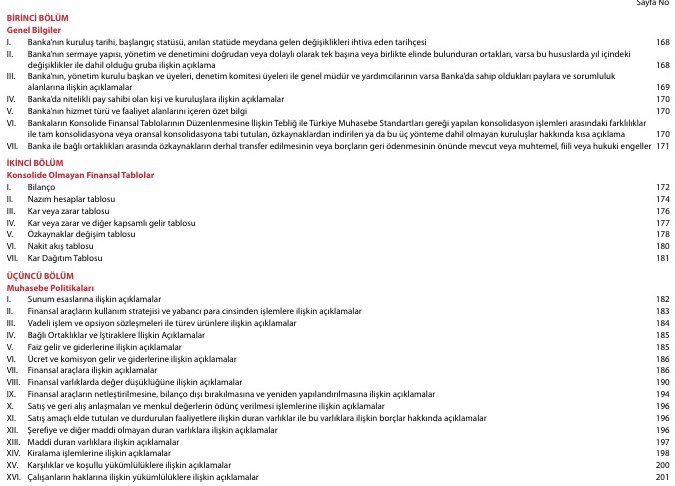 Sayfa No
BİRİNCİ BÖLÜM
Genel Bilgiler
I. Banka'nın kuruluş tarihi, başlangıç statüsü, anılan statüde meydana gelen değişiklikleri ihtiva eden tarihçesi 168
II. Banka'nın sermaye yapısı, yönetim ve denetimini doğrudan veya dolaylı olarak tek başına veya birlikte elinde bulunduran ortakları, varsa bu hususlarda yıl içindeki
değişiklikler ile dahil olduğu gruba ilişkin açıklama 168
III. Banka'nın, yönetim kurulu başkan ve üyeleri, denetim komitesi üyeleri ile genel müdür ve yardımcılarının varsa Banka'da sahip oldukları paylara ve sorumluluk
alanlarına ilişkin açıklamalar 169
IV. Banka'da nitelikli pay sahibi olan kişi ve kuruluşlara ilişkin açıklamalar 170
V. Banka'nın hizmet türü ve faaliyet alanlarını içeren özet bilgi 170
VI. Bankaların Konsolide Finansal Tablolarının Düzenlenmesine İlişkin Tebliğ ile Türkiye Muhasebe Standartları gereği yapılan konsolidasyon işlemleri arasındaki farklılıklar
ile tam konsolidasyona veya oransal konsolidasyona tabi tutulan, özkaynaklardan indirilen ya da bu üç yönteme dahil olmayan kuruluşlar hakkında kısa açıklama 170
VII. Banka ile bağlı ortaklıkları arasında özkaynakların derhal transfer edilmesinin veya borçların geri ödenmesinin önünde mevcut veya muhtemel, fiili veya hukuki engeller 171
İKİNCİ BÖLÜM
Konsolide Olmayan Finansal Tablolar
I. Bilanço 172
II. Nazım hesaplar tablosu 174
III. Kar veya zarar tablosu 176
IV. Kar veya zarar ve diğer kapsamlı gelir tablosu 177
V. Özkaynaklar değişim tablosu 178
VI. Nakit akış tablosu 180
VII. Kar Dağıtım Tablosu 181
ÜÇÜNCÜ BÖLÜM
Muhasebe Politikaları
I. Sunum esaslarına ilişkin açıklamalar 182
II. Finansal araçların kullanım stratejisi ve yabancı para cinsinden işlemlere ilişkin açıklamalar 183
III. Vadeli işlem ve opsiyon sözleşmeleri ile türev ürünlere ilişkin açıklamalar 184
IV. Bağlı Ortaklıklar ve İştiraklere İlişkin Açıklamalar 185
V. Faiz gelir ve giderlerine ilişkin açıklamalar 185
VI. Ücret ve komisyon gelir ve giderlerine ilişkin açıklamalar 186
VII. Finansal araçlara ilişkin açıklamalar 186
VIII. Finansal varlıklarda değer düşüklüğüne ilişkin açıklamalar 190
IX. Finansal araçların netleştirilmesine, bilanço dışı bırakılmasına ve yeniden yapılandırılmasına ilişkin açıklamalar 194
X. Satış ve geri alış anlaşmaları ve menkul değerlerin ödünç verilmesi işlemlerine ilişkin açıklamalar 196
XI. Satış amaçlı elde tutulan ve durdurulan faaliyetlere ilişkin duran varlıklar ile bu varlıklara ilişkin borçlar hakkında açıklamalar 196
XII. Şerefiye ve diğer maddi olmayan duran varlıklara ilişkin açıklamalar 196
XIII. Maddi duran varlıklara ilişkin açıklamalar 197
XIV. Kiralama işlemlerine ilişkin açıklamalar 198
XV. Karşılıklar ve koşullu yükümlülüklere ilişkin açıklamalar 200
XVI. Çalışanların haklarına ilişkin yükümlülüklere ilişkin açıklamalar 201